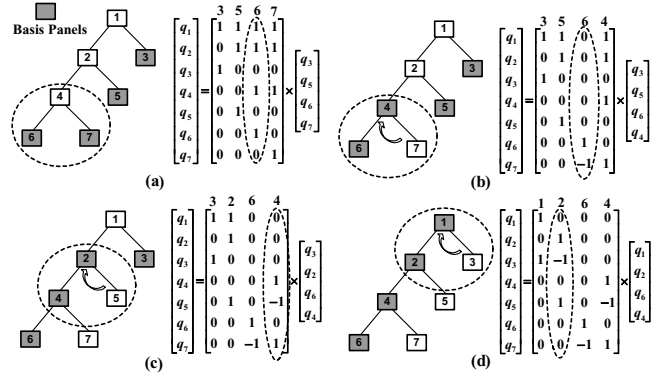 Basis Panels
1
2 3
4 5
6 7
3 5 6 7
q1 1 1 1 1
q2 0 1 1 1
q3 1 0 0 0
q4 = 0 0 1 1 ×
q5 0 1 0 0
q6 0 0 1 0
q7 0 0 0 1
q3
q5
q6
q7
(a)
1
2 3
4 5
6 7
3 5 6 4
q1 1 1 0 1
q2 0 1 0 1
q3 1 0 0 0
q4 = 0 0 0 1 ×
q5 0 1 0 0
q6 0 0 1 0
q7 0 0 −1 1
q3
q5
q6
q4
(b)
1
2 3
4 5
6 7
3 2 6 4
q1 1 1 0 0
q2 0 1 0 0
q3 1 0 0 0
q4 = 0 0 0 1 ×
q5 0 1 0 −1
q6 0 0 1 0
q7 0 0 −1 1
q3
q2
q6
q4
(c)
1
2 3
4 5
6 7
1 2 6 4
q1 1 0 0 0
q2 0 1 0 0
q3 1 −1 0 0
q4 = 0 0 0 1 ×
q5 0 1 0 −1
q6 0 0 1 0
q7 0 0 −1 1
q1
q2
q6
q4
(d)